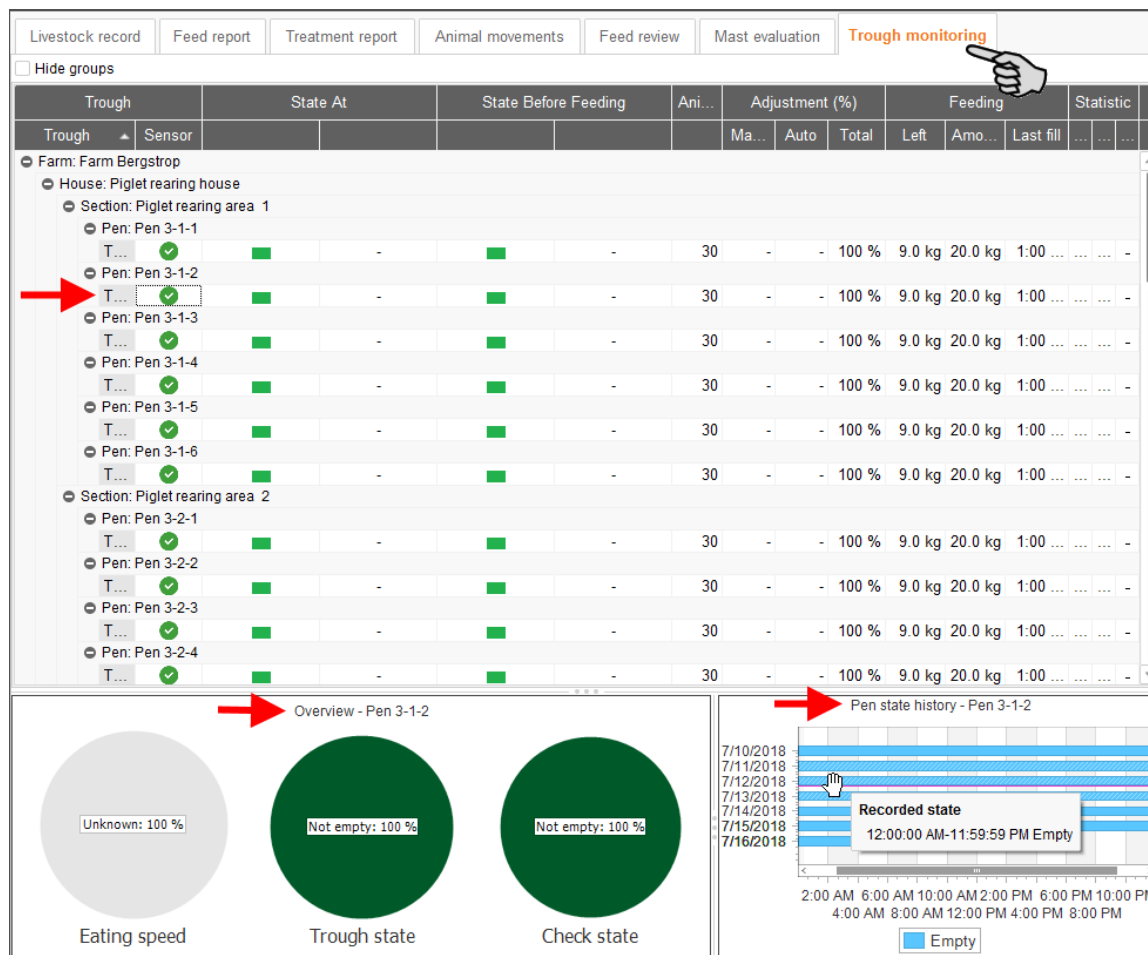 Livestock record Feed report Treatment report Animal movements Feed review Mast evaluation Trough monitoring
Hide groups
Trough State At State Before Feeding Ani... Adjustment (%) Feeding Statistic
Trough Sensor Ma... Auto Total Left Amo... Last fill ... ... ...
Farm: Farm Bergstrop
House: Piglet rearing house
Section: Piglet rearing area 1
Pen: Pen 3-1-1
T... - - 30 - - 100 % 9.0 kg 20.0 kg 1:00 ... ... ... -
Pen: Pen 3-1-2
T... - - 30 - - 100 % 9.0 kg 20.0 kg 1:00 ... ... ... -
Pen: Pen 3-1-3
T... - - 30 - - 100 % 9.0 kg 20.0 kg 1:00 ... ... ... -
Pen: Pen 3-1-4
T... - - 30 - - 100 % 9.0 kg 20.0 kg 1:00 ... ... ... -
Pen: Pen 3-1-5
T... - - 30 - - 100 % 9.0 kg 20.0 kg 1:00 ... ... ... -
Pen: Pen 3-1-6
T... - - 30 - - 100 % 9.0 kg 20.0 kg 1:00 ... ... ... -
Section: Piglet rearing area 2
Pen: Pen 3-2-1
T... - - 30 - - 100 % 9.0 kg 20.0 kg 1:00 ... ... ... -
Pen: Pen 3-2-2
T... - - 30 - - 100 % 9.0 kg 20.0 kg 1:00 ... ... ... -
Pen: Pen 3-2-3
T... - - 30 - - 100 % 9.0 kg 20.0 kg 1:00 ... ... ... -
Pen: Pen 3-2-4
T... - - 30 - - 100 % 9.0 kg 20.0 kg 1:00 ... ... ... -
Overview - Pen 3-1-2
Unknown: 100 % Not empty: 100 % Not empty: 100 %
Eating speed Trough state Check state
Pen state history - Pen 3-1-2
7/10/2018
7/11/2018
7/12/2018
7/13/2018
7/14/2018
7/15/2018
7/16/2018
Recorded state
12:00:00 AM-11:59:59 PM Empty
2:00 AM 6:00 AM 10:00 AM 2:00 PM 6:00 PM 10:00 PM
4:00 AM 8:00 AM 12:00 PM 4:00 PM 8:00 PM
Empty